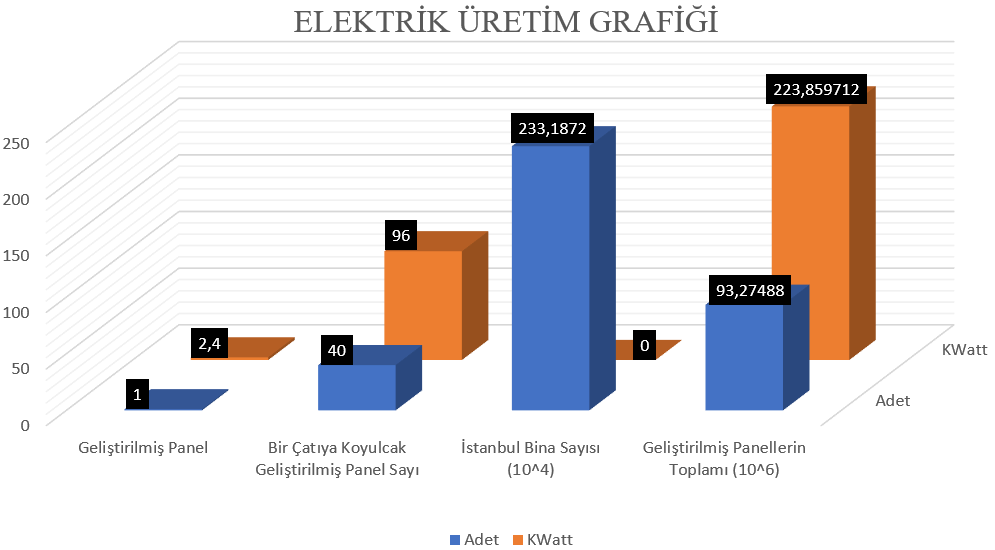 ELEKTRİK ÜRETİM GRAFİĞİ
250
200
150
100
50
0
233,1872
223,859712
96
93,27488
2,4
40
0
1
KWatt
Adet
Geliştirilmiş Panel
Bir Çatıya Koyulcak
Geliştirilmiş Panel Sayı
İstanbul Bina Sayısı
(10^4)
Geliştirilmiş Panellerin
Toplamı (10^6)
Adet
KWatt